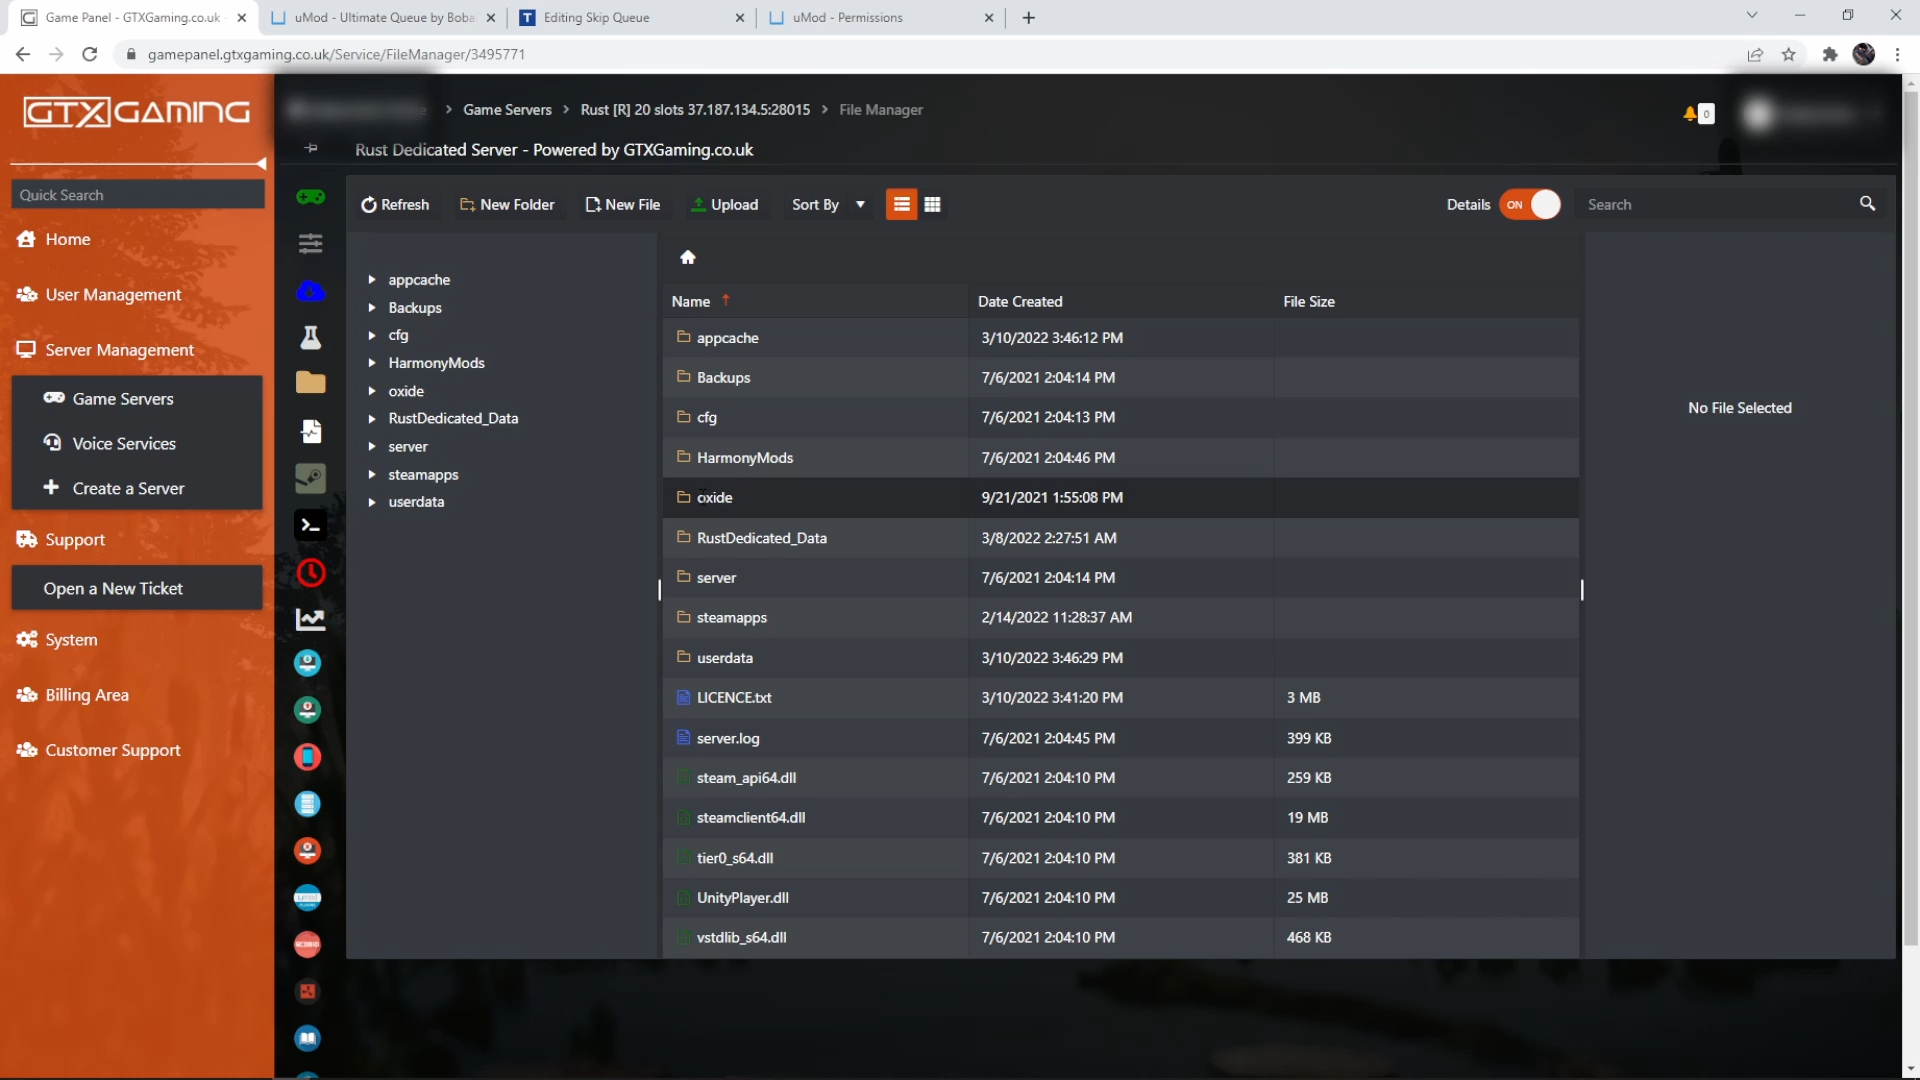 Game Panel - GTXGaming.co.uk
uMod - Ultimate Queue by Boba
Editing Skip Queue
uMod - Permissions
gamepanel.gtxgaming.co.uk/Service/FileManager/3495771
GTXGAMING
Quick Search
Home
User Management
Server Management
Game Servers
Voice Services
Create a Server
Support
Open a New Ticket
System
Billing Area
Customer Support
> Game Servers > Rust [R] 20 slots 37.187.134.5:28015 > File Manager
0
Rust Dedicated Server - Powered by GTXGaming.co.uk
Refresh New Folder New File Upload Sort By
Details ON Search
appcache
Backups
cfg
HarmonyMods
oxide
RustDedicated_Data
server
steamapps
userdata
Name Date Created File Size
appcache 3/10/2022 3:46:12 PM
Backups 7/6/2021 2:04:14 PM
cfg 7/6/2021 2:04:13 PM
HarmonyMods 7/6/2021 2:04:46 PM
oxide 9/21/2021 1:55:08 PM
RustDedicated_Data 3/8/2022 2:27:51 AM
server 7/6/2021 2:04:14 PM
steamapps 2/14/2022 11:28:37 AM
userdata 3/10/2022 3:46:29 PM
LICENCE.txt 3/10/2022 3:41:20 PM 3 MB
server.log 7/6/2021 2:04:45 PM 399 KB
steam_api64.dll 7/6/2021 2:04:10 PM 259 KB
steamclient64.dll 7/6/2021 2:04:10 PM 19 MB
tier0_s64.dll 7/6/2021 2:04:10 PM 381 KB
UnityPlayer.dll 7/6/2021 2:04:10 PM 25 MB
vstdlib_s64.dll 7/6/2021 2:04:10 PM 468 KB
No File Selected